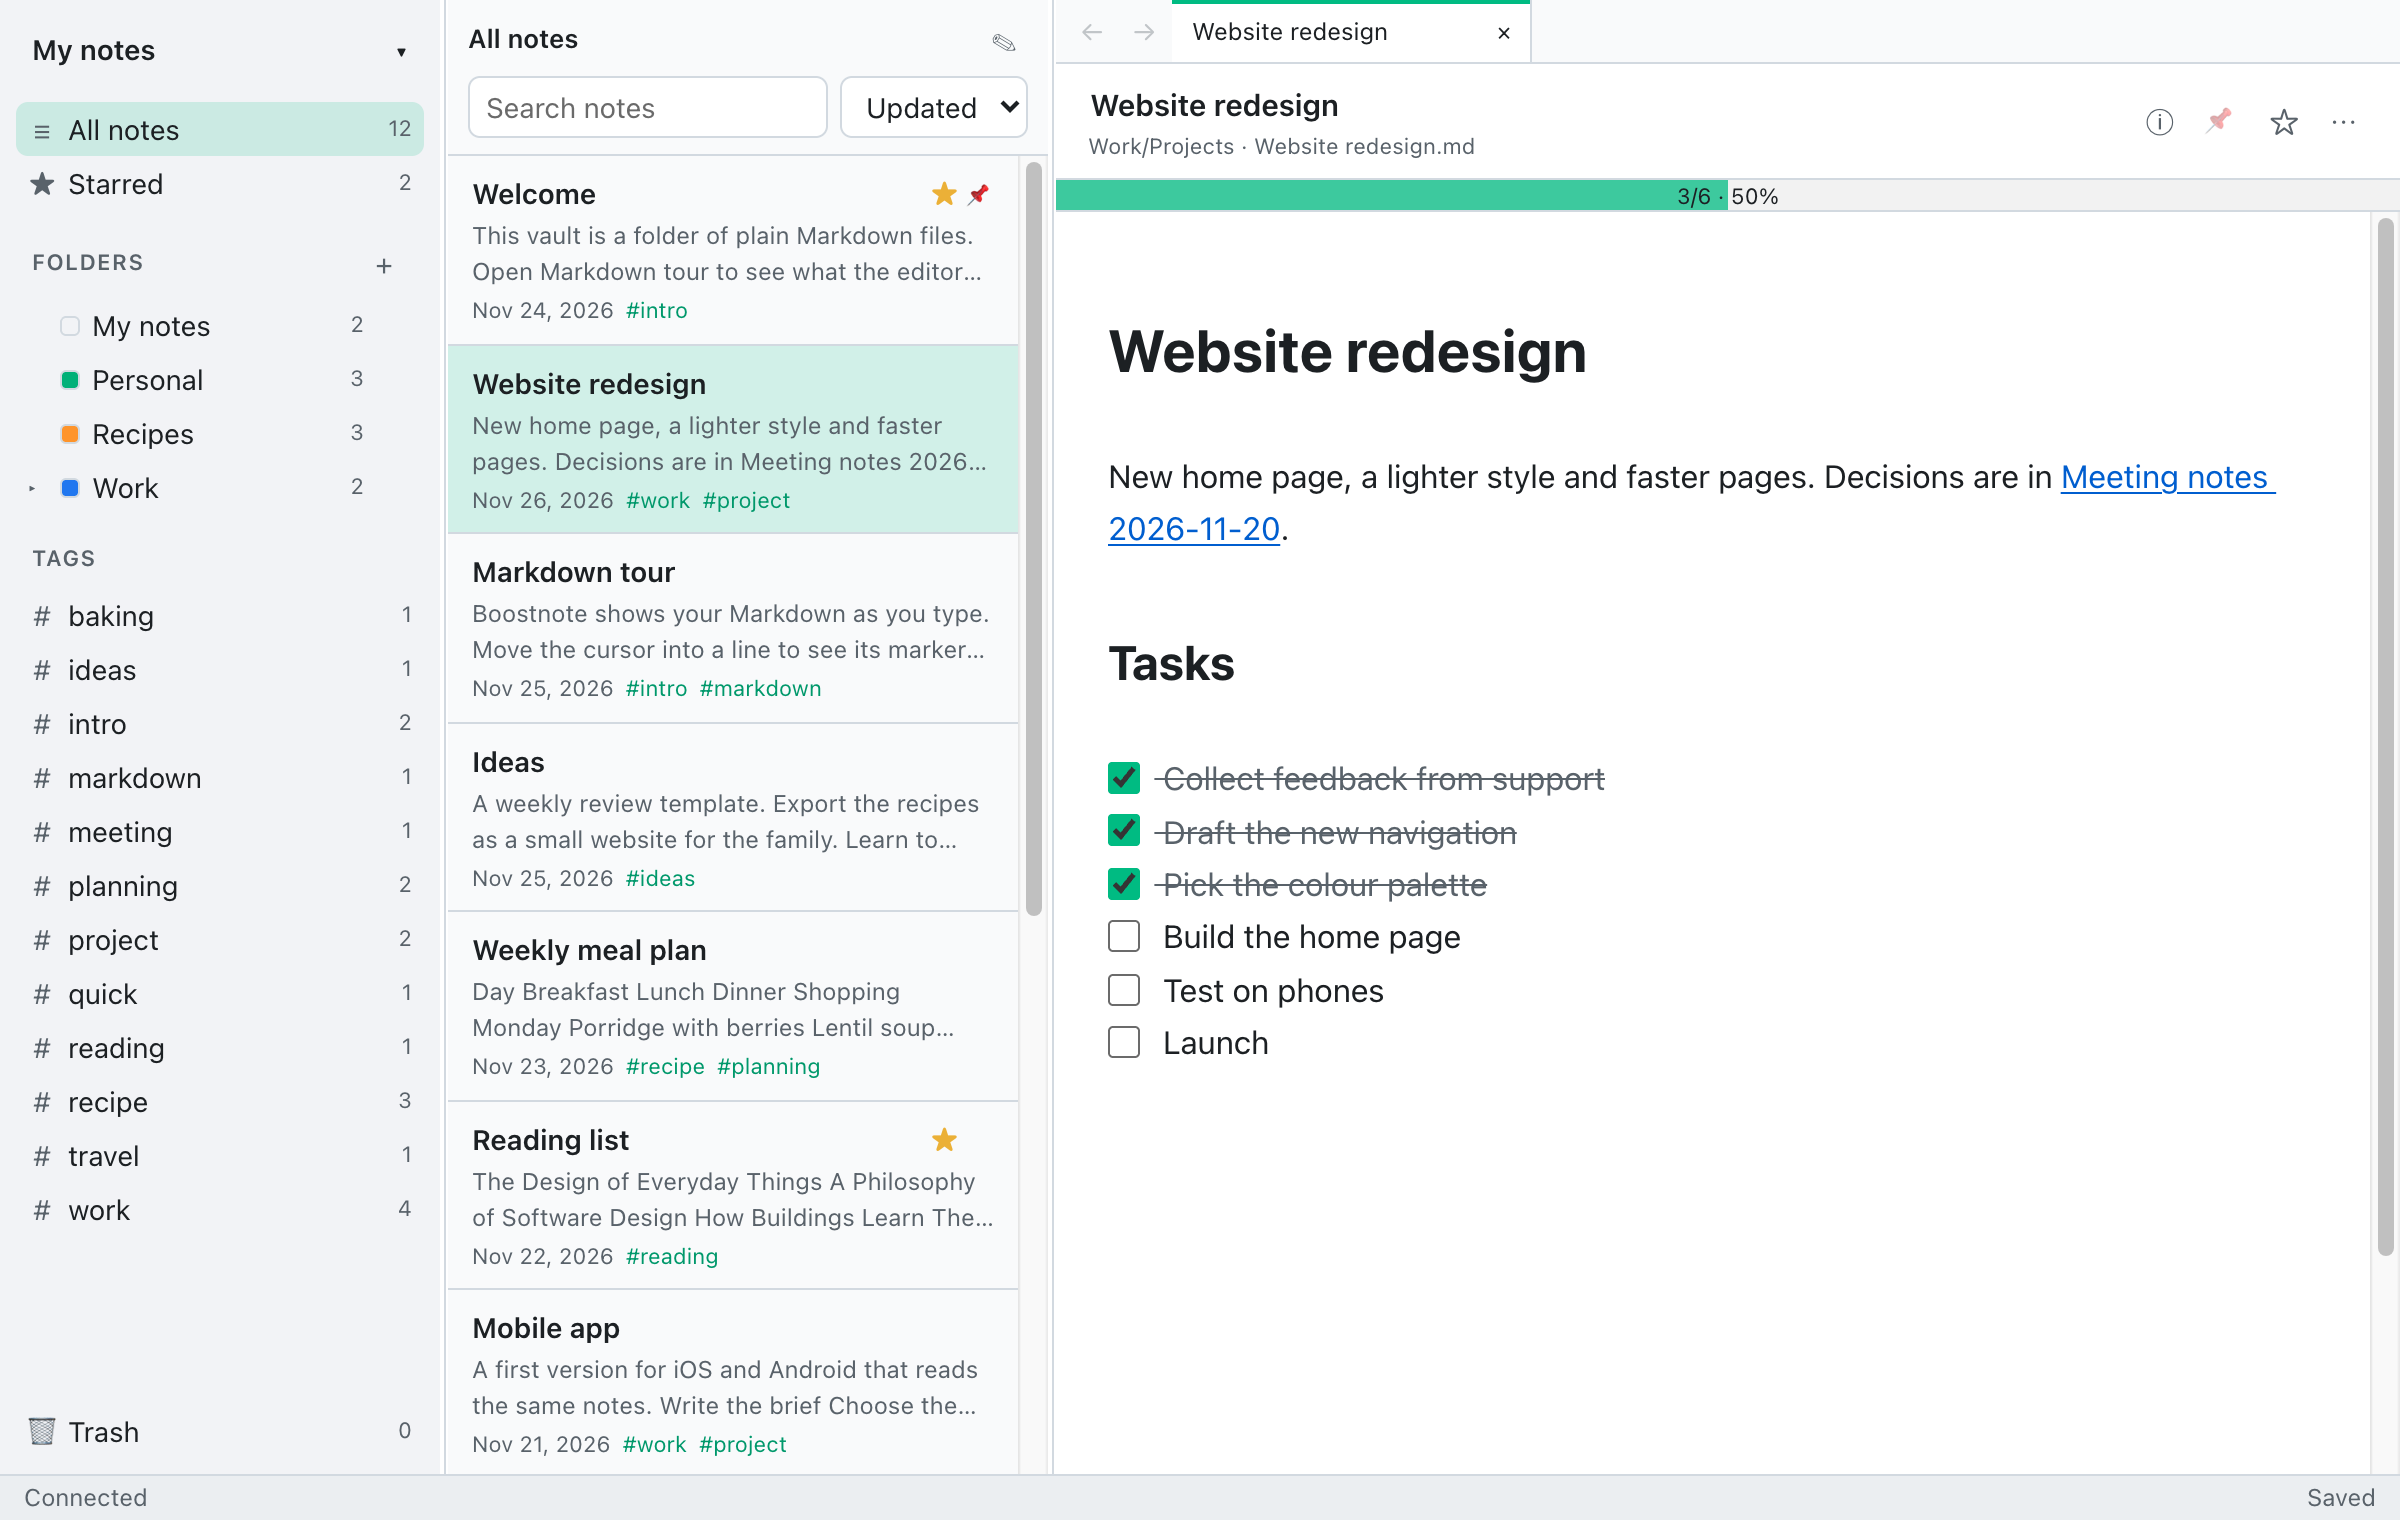 My notes
All notes 12
Starred 2
FOLDERS
My notes 2
Personal 3
Recipes 3
Work 2
TAGS
# baking 1
# ideas 1
# intro 2
# markdown 1
# meeting 1
# planning 2
# project 2
# quick 1
# reading 1
# recipe 3
# travel 1
# work 4
Trash 0
Connected
All notes
Search notes
Updated
Welcome
This vault is a folder of plain Markdown files.
Open Markdown tour to see what the editor...
Nov 24, 2026 #intro
Website redesign
New home page, a lighter style and faster
pages. Decisions are in Meeting notes 2026...
Nov 26, 2026 #work #project
Markdown tour
Boostnote shows your Markdown as you type.
Move the cursor into a line to see its marker...
Nov 25, 2026 #intro #markdown
Ideas
A weekly review template. Export the recipes
as a small website for the family. Learn to...
Nov 25, 2026 #ideas
Weekly meal plan
Day Breakfast Lunch Dinner Shopping
Monday Porridge with berries Lentil soup...
Nov 23, 2026 #recipe #planning
Reading list
The Design of Everyday Things A Philosophy
of Software Design How Buildings Learn The...
Nov 22, 2026 #reading
Mobile app
A first version for iOS and Android that reads
the same notes. Write the brief Choose the...
Nov 21, 2026 #work #project
Website redesign
Website redesign
Work/Projects · Website redesign.md
3/6 · 50%
Website redesign
New home page, a lighter style and faster pages. Decisions are in Meeting notes
2026-11-20.
Tasks
Collect feedback from support
Draft the new navigation
Pick the colour palette
Build the home page
Test on phones
Launch
Saved